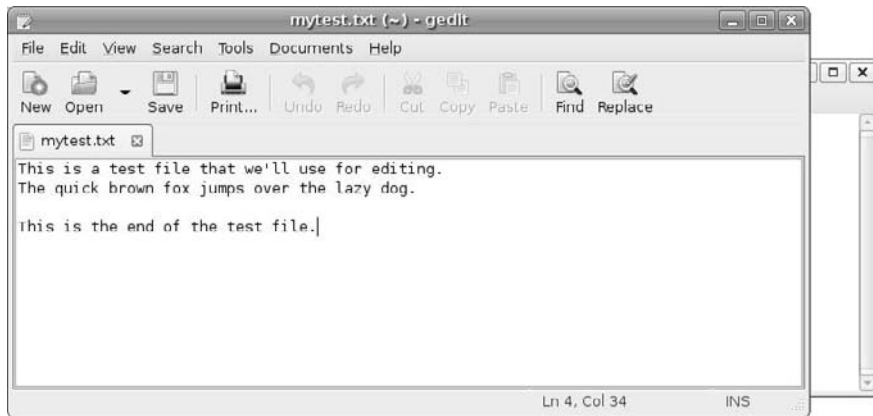 mytest.txt (~) - gedit
File Edit View Search Tools Documents Help
New Open Save Print... Undo Redo Cut Copy Paste Find Replace
mytest.txt
This is a test file that we'll use for editing.
The quick brown fox jumps over the lazy dog.
This is the end of the test file.
Ln 4, Col 34 INS